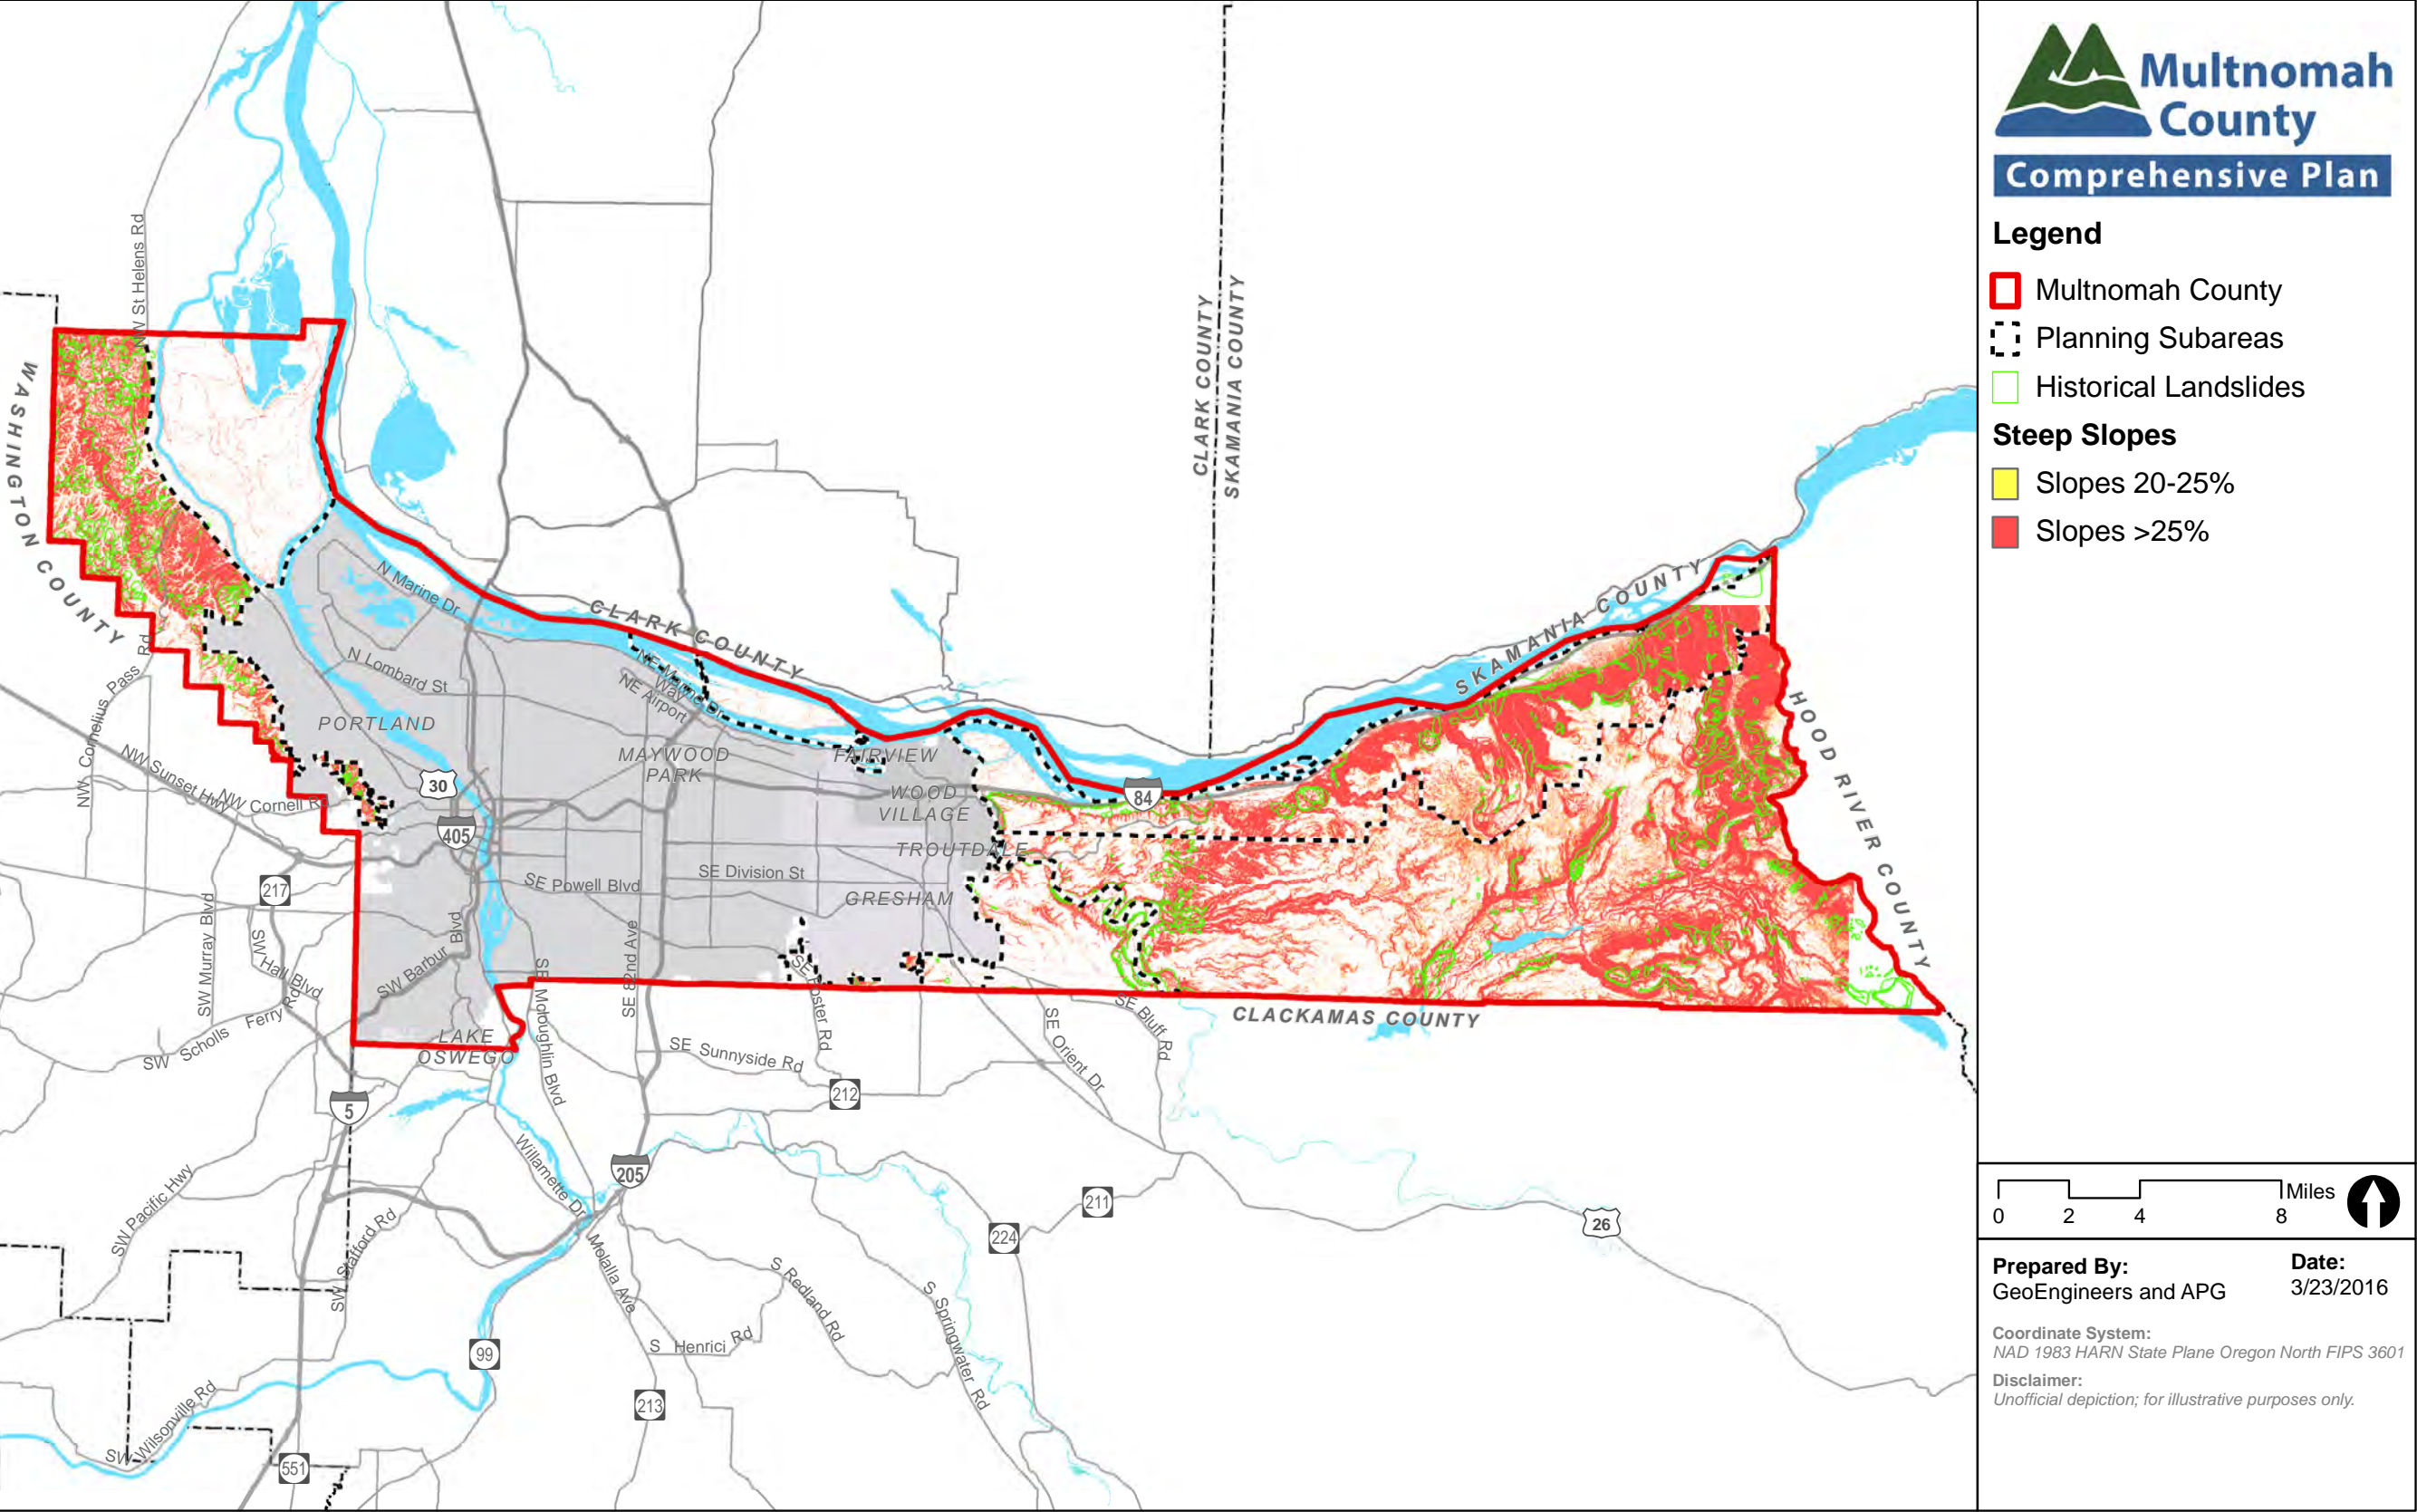 Multnomah
County
Comprehensive Plan
Legend
Multnomah County
Planning Subareas
Historical Landslides
Steep Slopes
Slopes 20-25%
Slopes >25%
Miles
0 2 4 8
Prepared By:
GeoEngineers and APG
Date:
3/23/2016
Coordinate System:
NAD 1983 HARN State Plane Oregon North FIPS 3601
Disclaimer:
Unofficial depiction; for illustrative purposes only.
NW St Helens Rd
WASHINGTON COUNTY
CLARK COUNTY
SKAMANIA COUNTY
N Marine Dr
CLARK COUNTY
SKAMANIA COUNTY
HOOD RIVER COUNTY
N Lombard St
NE Marine Dr
NE Airport Way
NW Cornelius Pass Rd
PORTLAND
MAYWOOD
PARK
FAIRVIEW
WOOD
VILLAGE
TROUTDALE
GRESHAM
NW Sunset Hwy
NW Cornell Rd
30
405
84
217
SE Powell Blvd
SE Division St
SW Murray Blvd
SW Hall Blvd
SW Barbur Blvd
SE 82nd Ave
SE Foster Rd
SE Mcloughlin Blvd
SW Scholls Ferry Rd
LAKE
OSWEGO
CLACKAMAS COUNTY
SE Sunnyside Rd
SE Orient Dr
SE Bluff Rd
212
5
205
Willamette Dr
SW Pacific Hwy
SW Stafford Rd
211
224
26
Molalla Ave
S Redland Rd
S Springwater Rd
S Henrici Rd
99
213
SW Wilsonville Rd
551